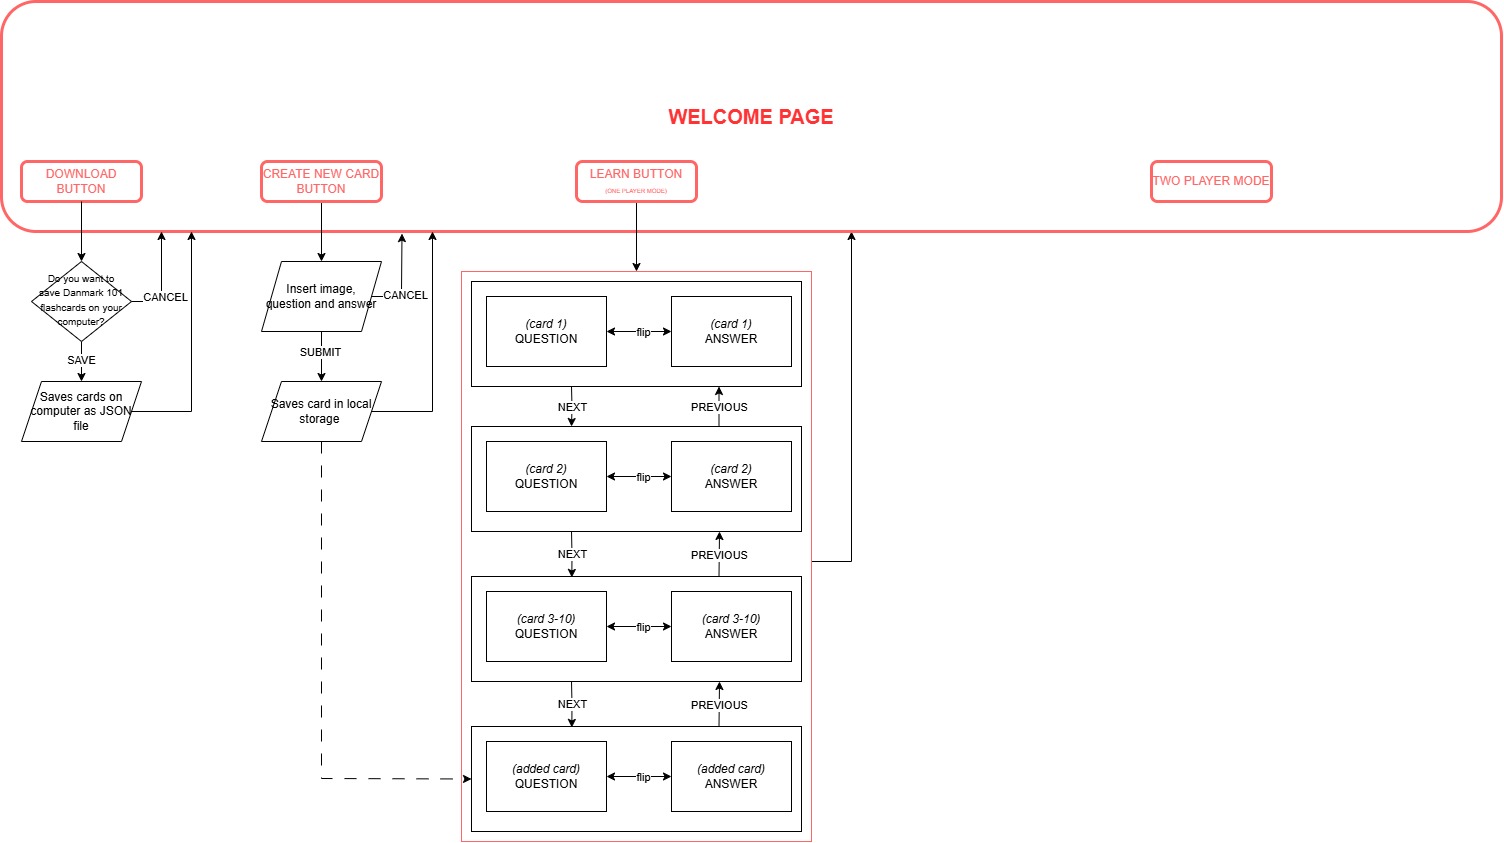 WELCOME PAGE
DOWNLOAD
BUTTON
CREATE NEW CARD
BUTTON
LEARN BUTTON
(ONE PLAYER MODE)
TWO PLAYER MODE
Do you want to
save Danmark 101
flashcards on your
computer?
CANCEL
SAVE
Saves cards on
computer as JSON
file
Insert image,
question and answer
CANCEL
SUBMIT
Saves card in local
storage
(card 1)
QUESTION
flip
(card 1)
ANSWER
NEXT
PREVIOUS
(card 2)
QUESTION
flip
(card 2)
ANSWER
NEXT
PREVIOUS
(card 3-10)
QUESTION
flip
(card 3-10)
ANSWER
NEXT
PREVIOUS
(added card)
QUESTION
flip
(added card)
ANSWER